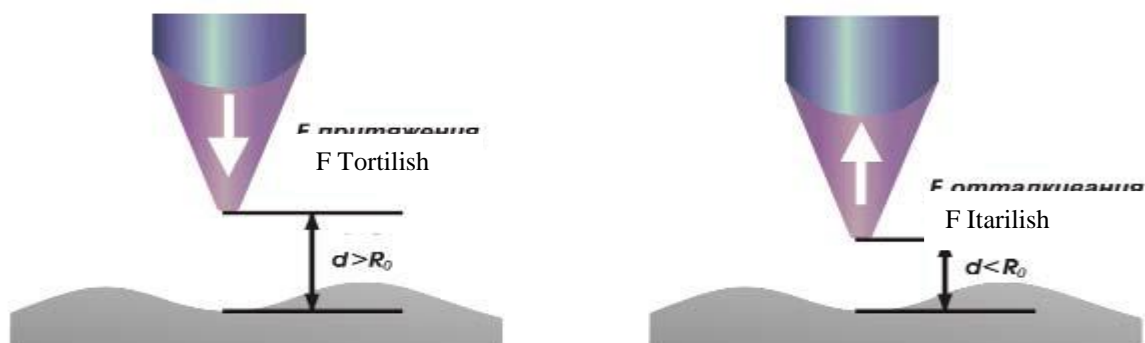 F притяжения
F Tortilish
d>R₀
F отталкивания
F Itarilish
d<R₀